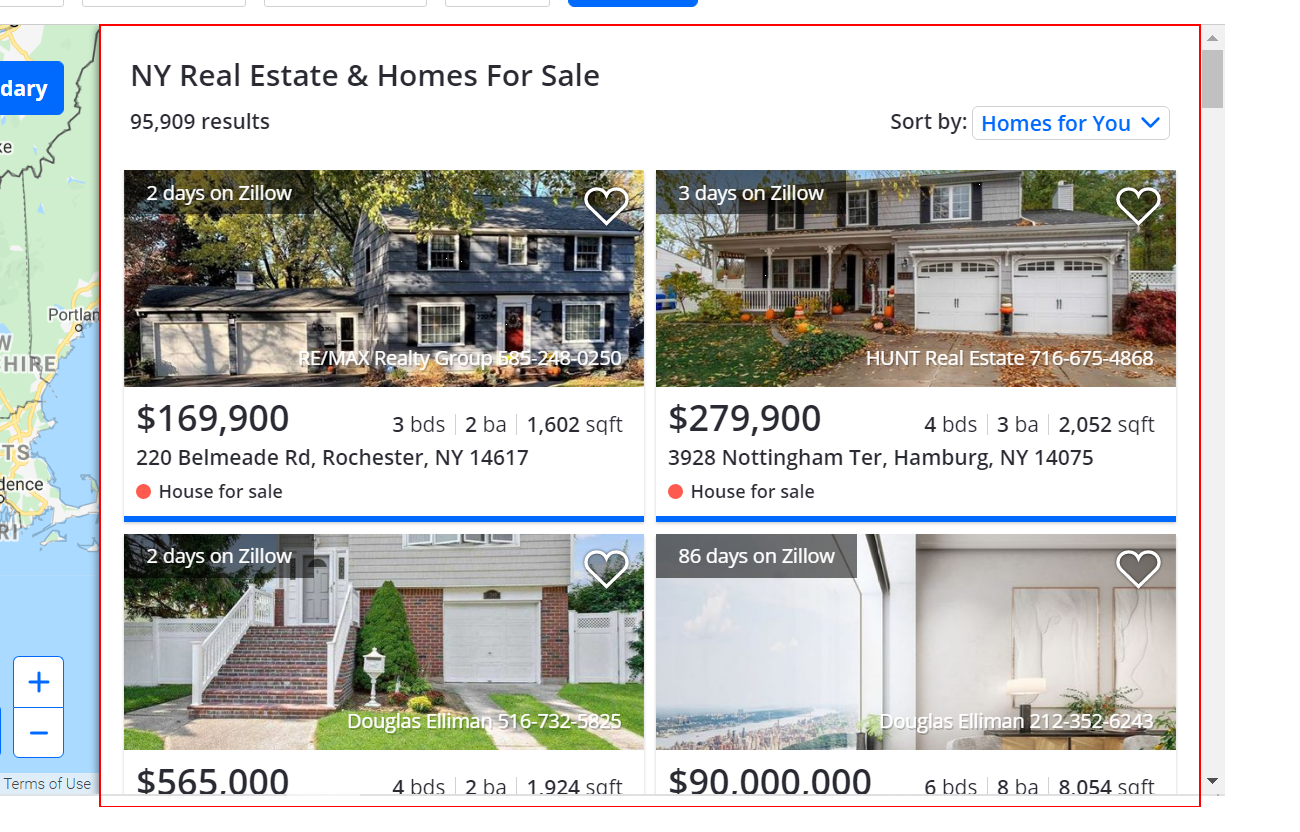 dary
NY Real Estate & Homes For Sale
95,909 results
Sort by: Homes for You
ke
2 days on Zillow
RE/MAX Realty Group 585-248-0250
$169,900
3 bds 2 ba 1,602 sqft
220 Belmeade Rd, Rochester, NY 14617
House for sale
3 days on Zillow
HUNT Real Estate 716-675-4868
$279,900
4 bds 3 ba 2,052 sqft
3928 Nottingham Ter, Hamburg, NY 14075
House for sale
Portlan
W
HIRE
TS
dence
RI
2 days on Zillow
Douglas Elliman 516-732-5825
$565,000
4 bds 2 ba 1,924 sqft
86 days on Zillow
Douglas Elliman 212-352-6243
$90,000,000
6 bds 8 ba 8,054 sqft
+
−
Terms of Use